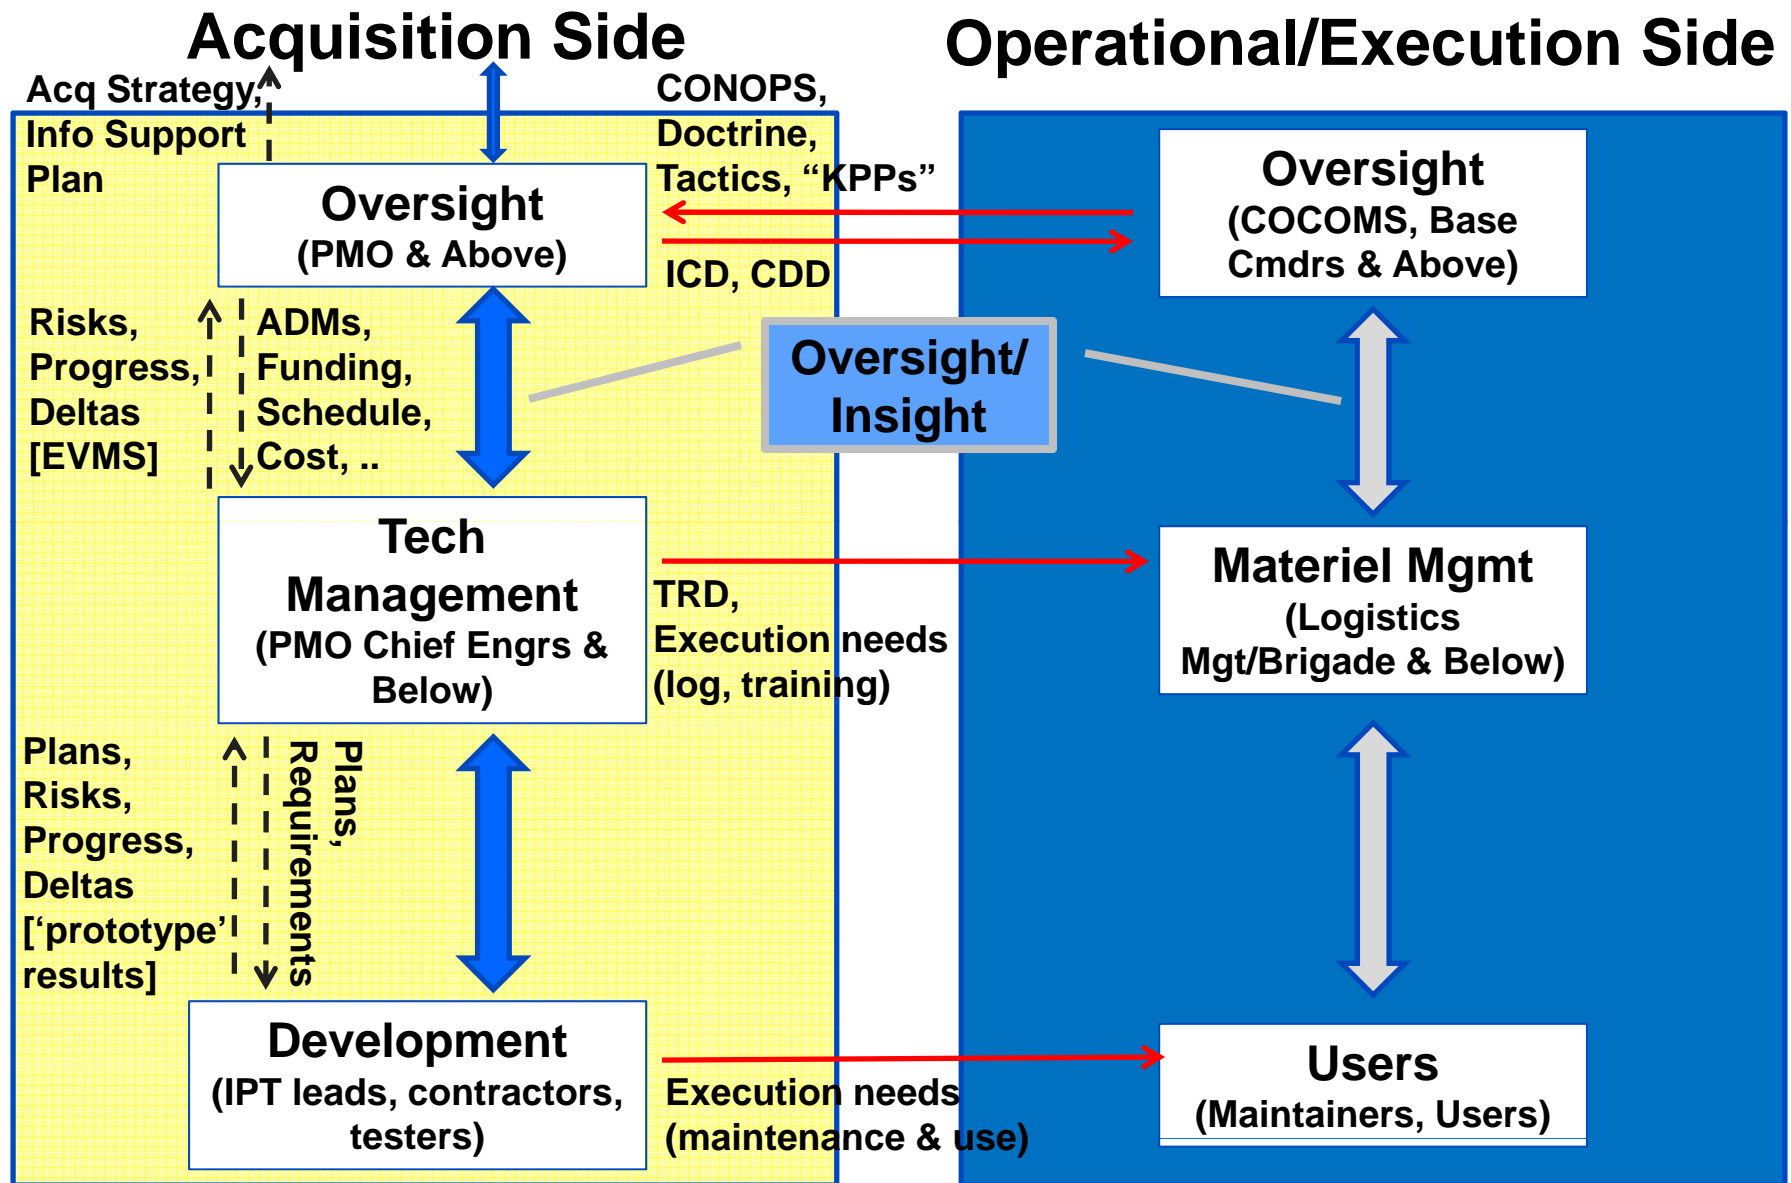 Acquisition Side
Operational/Execution Side
Acq Strategy,
Info Support
Plan
CONOPS,
Doctrine,
Tactics, “KPPs”
Oversight
(PMO & Above)
Oversight
(COCOMS, Base
Cmdrs & Above)
ICD, CDD
Risks,
Progress,
Deltas
[EVMS]
ADMs,
Funding,
Schedule,
Cost, ..
Oversight/
Insight
Tech
Management
(PMO Chief Engrs &
Below)
TRD,
Execution needs
(log, training)
Materiel Mgmt
(Logistics
Mgt/Brigade & Below)
Plans,
Risks,
Progress,
Deltas
[‘prototype’
results]
Plans,
Requirements
Development
(IPT leads, contractors,
testers)
Execution needs
(maintenance & use)
Users
(Maintainers, Users)